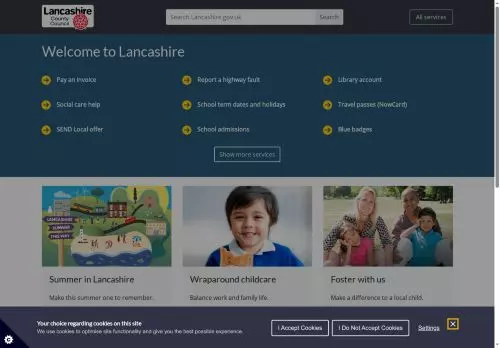 Lancashire
County
Council
Search Lancashire.gov.uk
Search
All services
Welcome to Lancashire
Pay an invoice
Report a highway fault
Library account
Social care help
School term dates and holidays
Travel passes (NowCard)
SEND Local offer
School admissions
Blue badges
Show more services
LANCASHIRE
SUMMER
THIS WAY
Summer in Lancashire
Make this summer one to remember.
Wraparound childcare
Balance work and family life.
Foster with us
Make a difference to a local child.
Your choice regarding cookies on this site
We use cookies to optimise site functionality and give you the best possible experience.
I Accept Cookies
I Do Not Accept Cookies
Settings